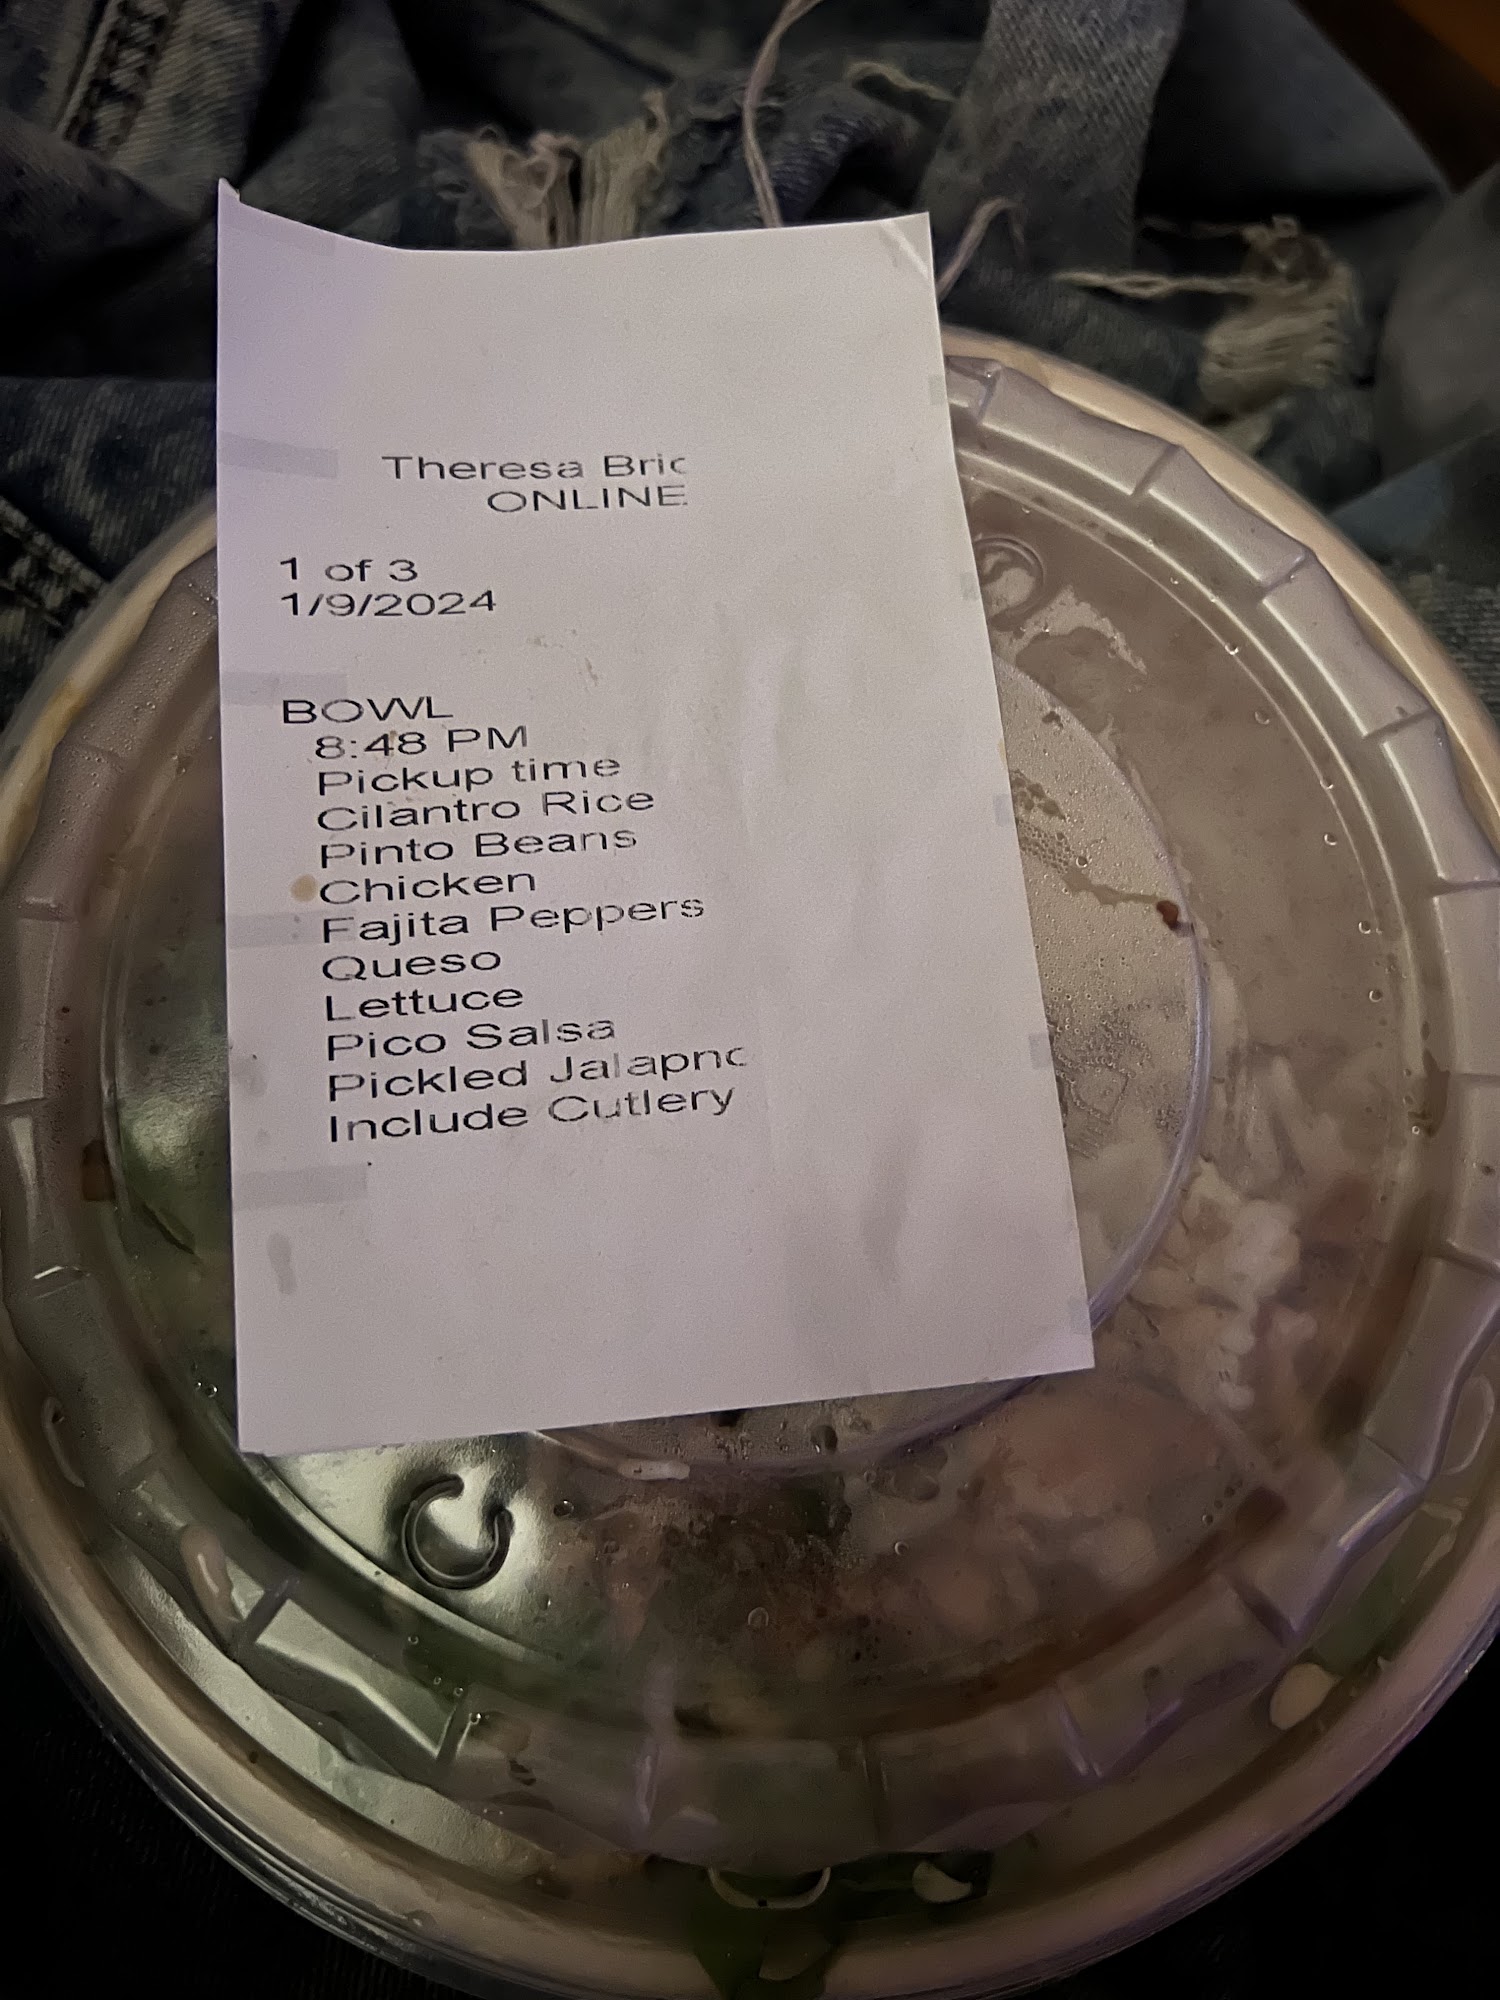 Theresa Bric
ONLINE
1 of 3
1/9/2024
BOWL
8:48 PM
Pickup time
Cilantro Rice
Pinto Beans
Chicken
Fajita Peppers
Queso
Lettuce
Pico Salsa
Pickled Jalapno
Include Cutlery